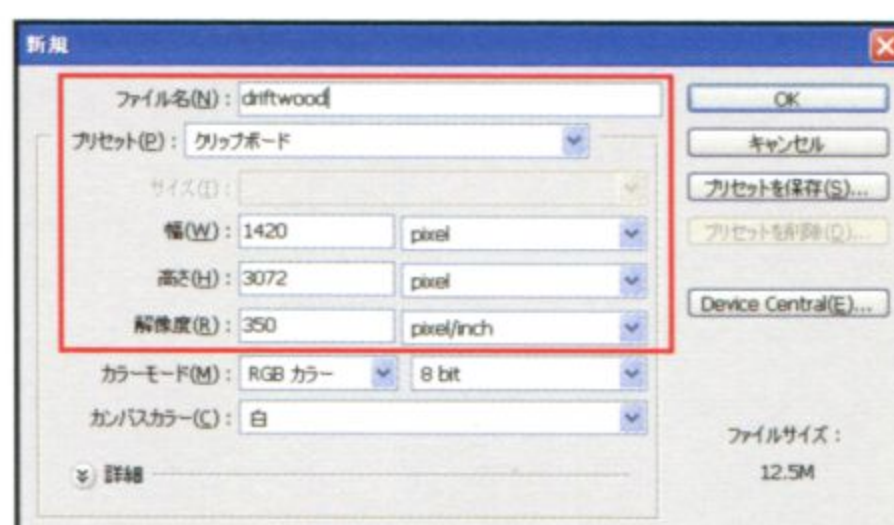 新規
ファイル名(N): driftwood
プリセット(P): クリップボード
サイズ(I):
幅(W): 1420 pixel
高さ(H): 3072 pixel
解像度(R): 350 pixel/inch
カラーモード(M): RGB カラー 8 bit
カンバスカラー(C): 白
詳細
OK
キャンセル
プリセットを保存(S)...
プリセットを削除(D)...
Device Central(E)...
ファイルサイズ:
12.5M